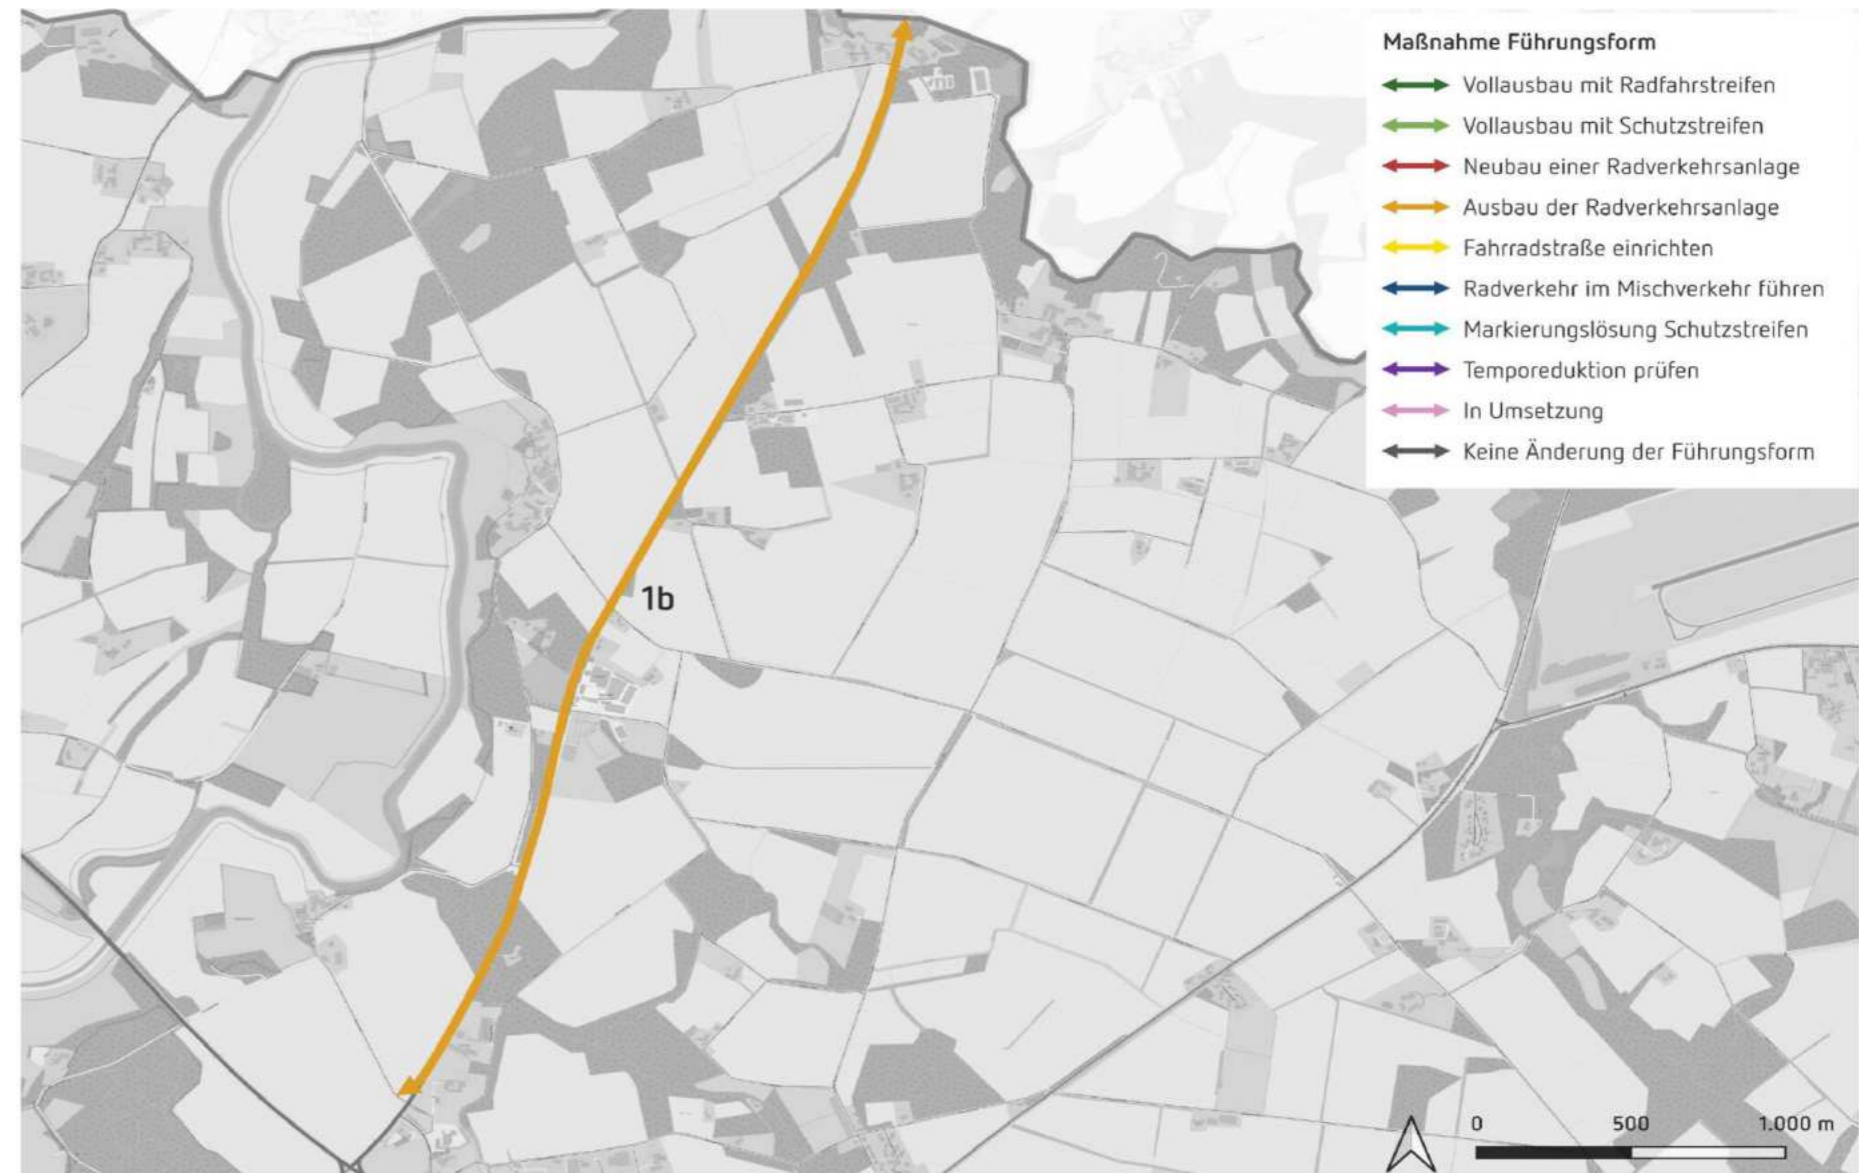 Maßnahme Führungsform
Vollausbau mit Radfahrstreifen
Vollausbau mit Schutzstreifen
Neubau einer Radverkehrsanlage
Ausbau der Radverkehrsanlage
Fahrradstraße einrichten
Radverkehr im Mischverkehr führen
Markierungslösung Schutzstreifen
Temporeduktion prüfen
In Umsetzung
Keine Änderung der Führungsform
1b
0 500 1.000 m